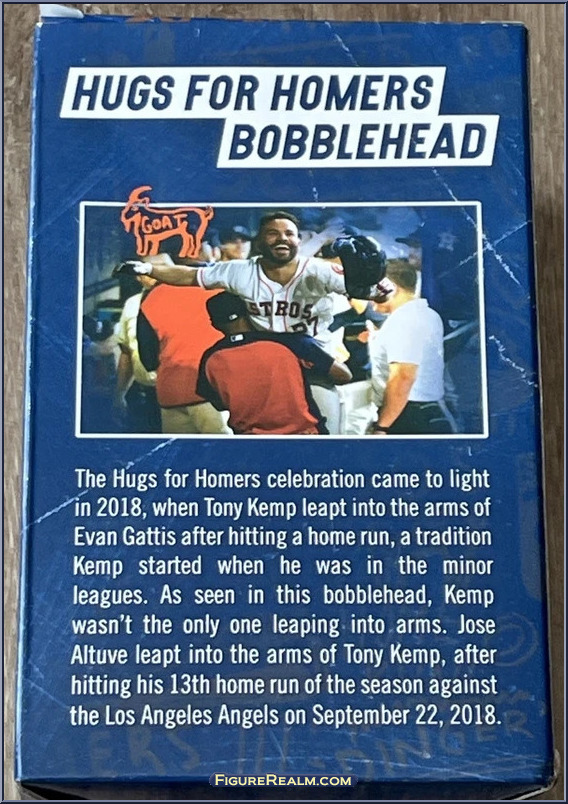 HUGS FOR HOMERS
BOBBLEHEAD
GOAT
STROS
27
The Hugs for Homers celebration came to light
in 2018, when Tony Kemp leapt into the arms of
Evan Gattis after hitting a home run, a tradition
Kemp started when he was in the minor
leagues. As seen in this bobblehead, Kemp
wasn't the only one leaping into arms. Jose
Altuve leapt into the arms of Tony Kemp, after
hitting his 13th home run of the season against
the Los Angeles Angels on September 22, 2018.
FIGUREREALM.COM